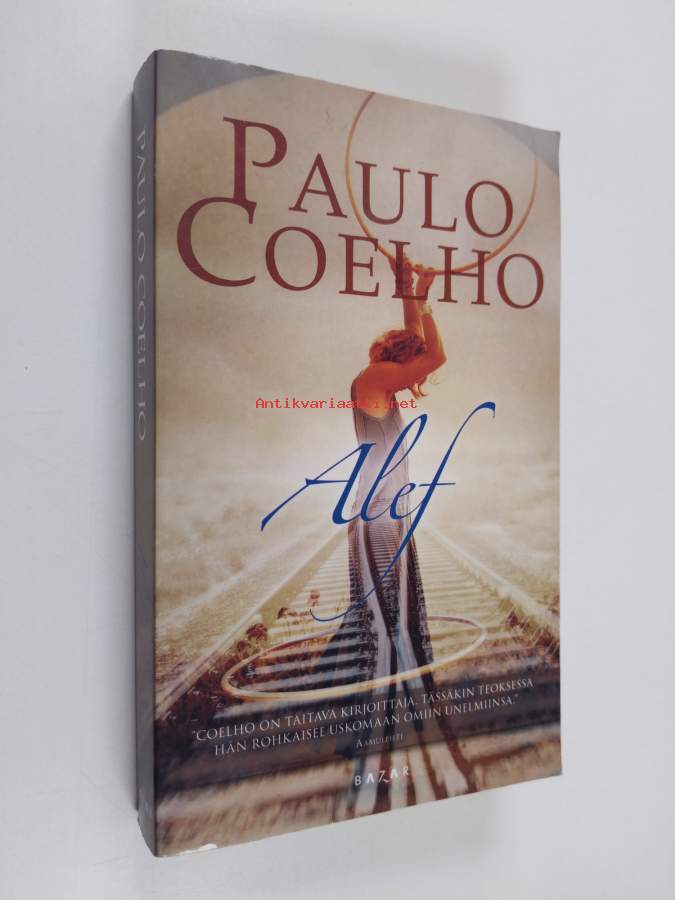 PAULO COELHO
PAULO
COELHO
Antikvariaatti.net
Alef
"COELHO ON TAITAVA KIRJOITTAJA. TÄSSÄKIN TEOKSESSA
HÄN ROHKAISEE USKOMAAN OMIIN UNELMIINSA."
AAMULEHTI
BAZAR